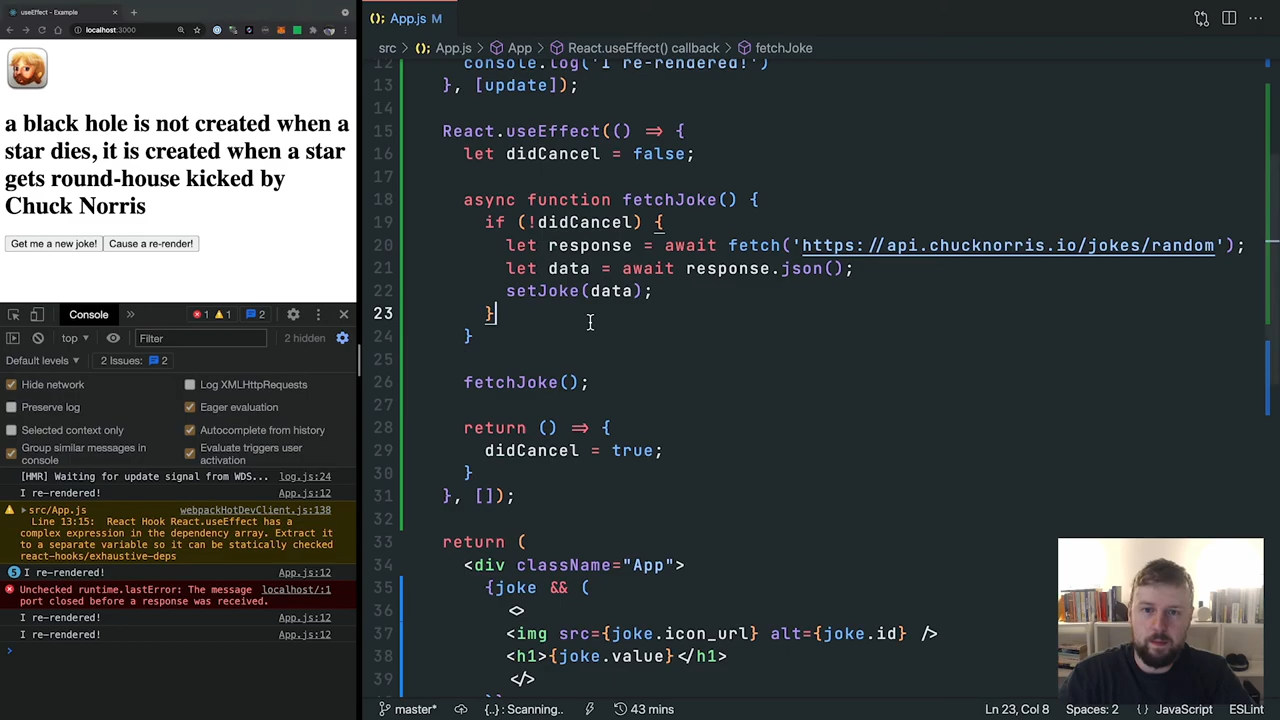 useEffect - Example
localhost:3000
a black hole is not created when a
star dies, it is created when a star
gets round-house kicked by
Chuck Norris
Get me a new joke! Cause a re-render!
Console » 1 1 2
top Filter 2 hidden
Default levels 2 Issues: 2
Hide network Log XMLHttpRequests
Preserve log Eager evaluation
Selected context only Autocomplete from history
Group similar messages in console Evaluate triggers user activation
[HMR] Waiting for update signal from WDS... log.js:24
I re-rendered! App.js:12
src/App.js webpackHotDevClient.js:138
Line 13:15: React Hook React.useEffect has a
complex expression in the dependency array. Extract it
to a separate variable so it can be statically checked
react-hooks/exhaustive-deps
5 I re-rendered! App.js:12
Unchecked runtime.lastError: The message localhost/:1
port closed before a response was received.
I re-rendered! App.js:12
I re-rendered! App.js:12
App.js M
src > App.js > App > React.useEffect() callback > fetchJoke
12 console.log('I re-rendered!')
13 }, [update]);
14
15 React.useEffect(() => {
16 let didCancel = false;
17
18 async function fetchJoke() {
19 if (!didCancel) {
20 let response = await fetch('https://api.chucknorris.io/jokes/random');
21 let data = await response.json();
22 setJoke(data);
23 }
24 }
25
26 fetchJoke();
27
28 return () => {
29 didCancel = true;
30 }
31 }, []);
32
33 return (
34 <div className="App">
35 {joke && (
36 <>
37 <img src={joke.icon_url} alt={joke.id} />
38 <h1>{joke.value}</h1>
</>
master* {..}: Scanning.. 43 mins Ln 23, Col 8 Spaces: 2 {} JavaScript ESLint